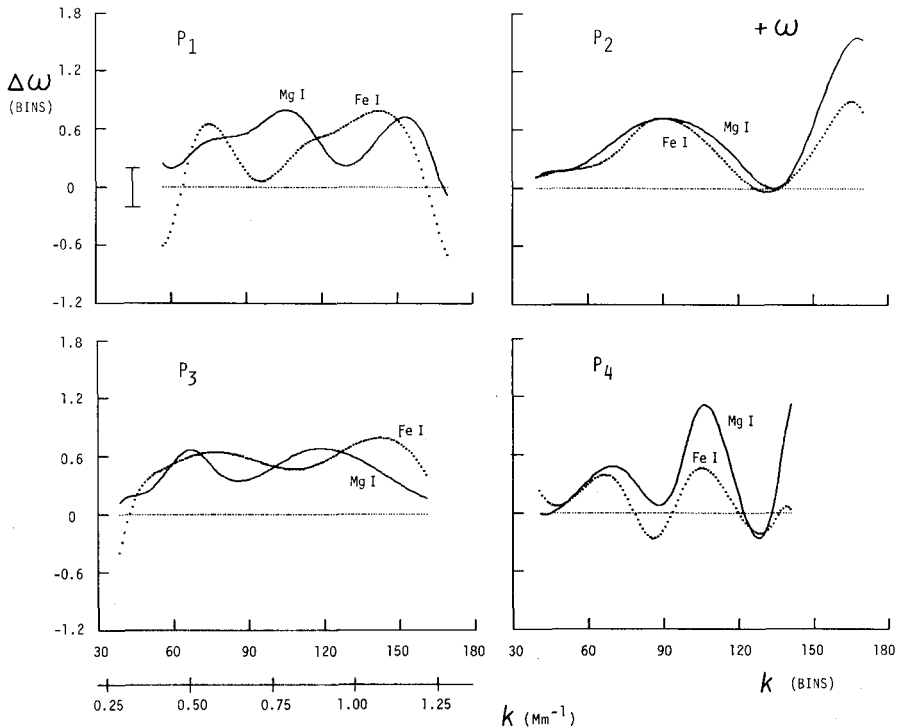 1.8
1.2
0.6
0
-0.6
-1.2
Δω
(BINS)
P1
Mg I
Fe I
P2
+ω
Mg I
Fe I
1.8
1.2
0.6
0
-0.6
-1.2
P3
Fe I
Mg I
P4
Mg I
Fe I
30 60 90 120 150 180
30 60 90 120 150 180
k (BINS)
0.25 0.50 0.75 1.00 1.25
k (Mm⁻¹)